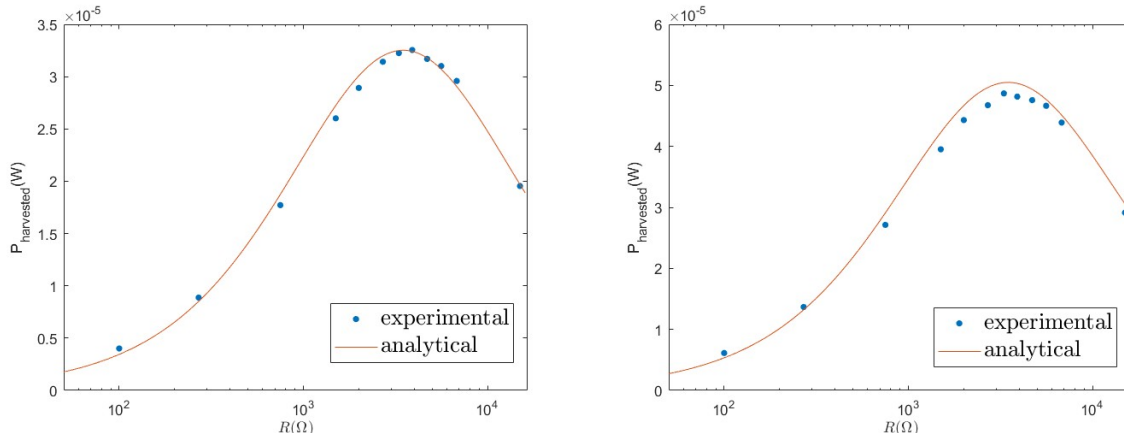 ×10⁻⁵
3.5
3
2.5
2
1.5
1
0.5
0
P_harvested(W)
10² 10³ 10⁴
R(Ω)
experimental
analytical
×10⁻⁵
6
5
4
3
2
1
0
P_harvested(W)
10² 10³ 10⁴
R(Ω)
experimental
analytical